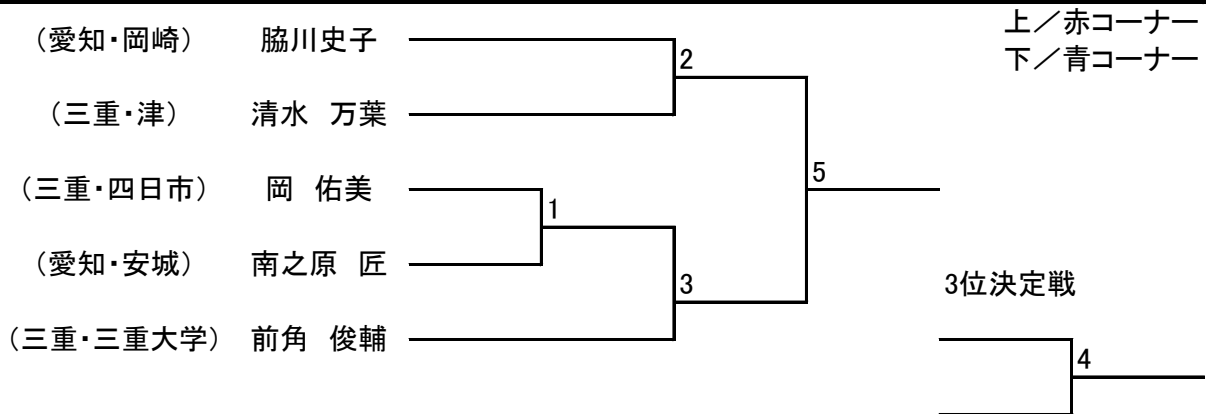 上／赤コーナー
下／青コーナー
（愛知・岡崎） 脇川史子
2
（三重・津） 清水 万葉
5
（三重・四日市） 岡 佑美
1
（愛知・安城） 南之原 匠
3
3位決定戦
（三重・三重大学） 前角 俊輔
4